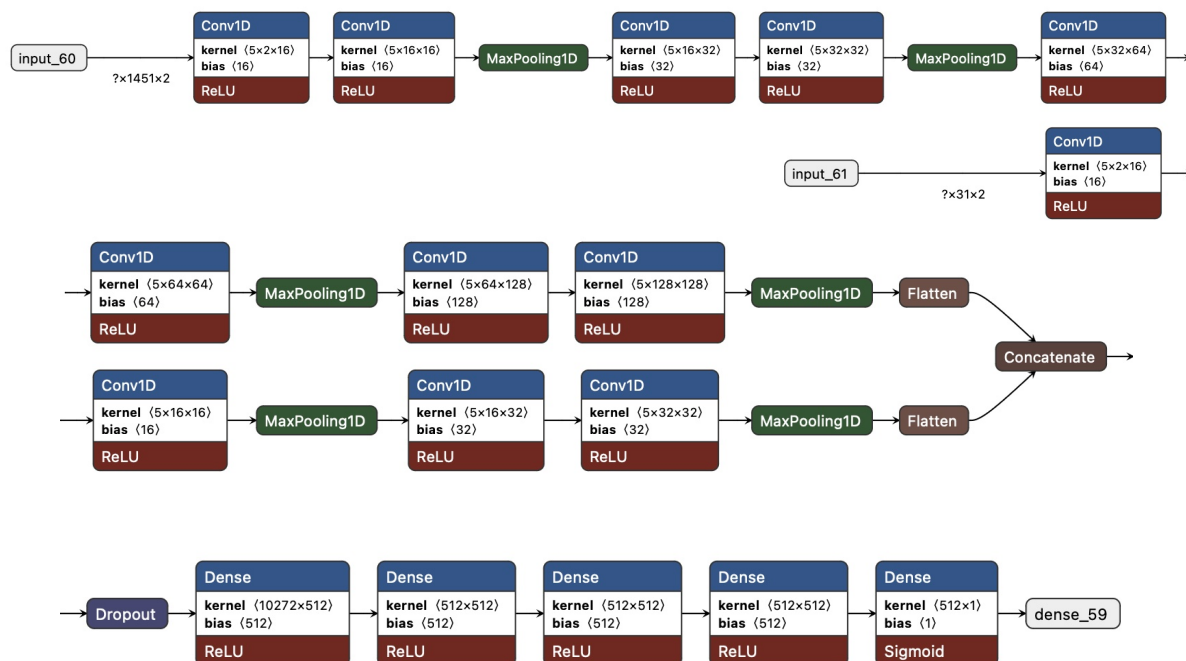 input_60
?×1451×2
Conv1D
kernel ⟨5×2×16⟩
bias ⟨16⟩
ReLU
Conv1D
kernel ⟨5×16×16⟩
bias ⟨16⟩
ReLU
MaxPooling1D
Conv1D
kernel ⟨5×16×32⟩
bias ⟨32⟩
ReLU
Conv1D
kernel ⟨5×32×32⟩
bias ⟨32⟩
ReLU
MaxPooling1D
Conv1D
kernel ⟨5×32×64⟩
bias ⟨64⟩
ReLU
input_61
?×31×2
Conv1D
kernel ⟨5×2×16⟩
bias ⟨16⟩
ReLU
Conv1D
kernel ⟨5×64×64⟩
bias ⟨64⟩
ReLU
MaxPooling1D
Conv1D
kernel ⟨5×64×128⟩
bias ⟨128⟩
ReLU
Conv1D
kernel ⟨5×128×128⟩
bias ⟨128⟩
ReLU
MaxPooling1D
Flatten
Concatenate
Conv1D
kernel ⟨5×16×16⟩
bias ⟨16⟩
ReLU
MaxPooling1D
Conv1D
kernel ⟨5×16×32⟩
bias ⟨32⟩
ReLU
Conv1D
kernel ⟨5×32×32⟩
bias ⟨32⟩
ReLU
MaxPooling1D
Flatten
Dropout
Dense
kernel ⟨10272×512⟩
bias ⟨512⟩
ReLU
Dense
kernel ⟨512×512⟩
bias ⟨512⟩
ReLU
Dense
kernel ⟨512×512⟩
bias ⟨512⟩
ReLU
Dense
kernel ⟨512×512⟩
bias ⟨512⟩
ReLU
Dense
kernel ⟨512×1⟩
bias ⟨1⟩
Sigmoid
dense_59